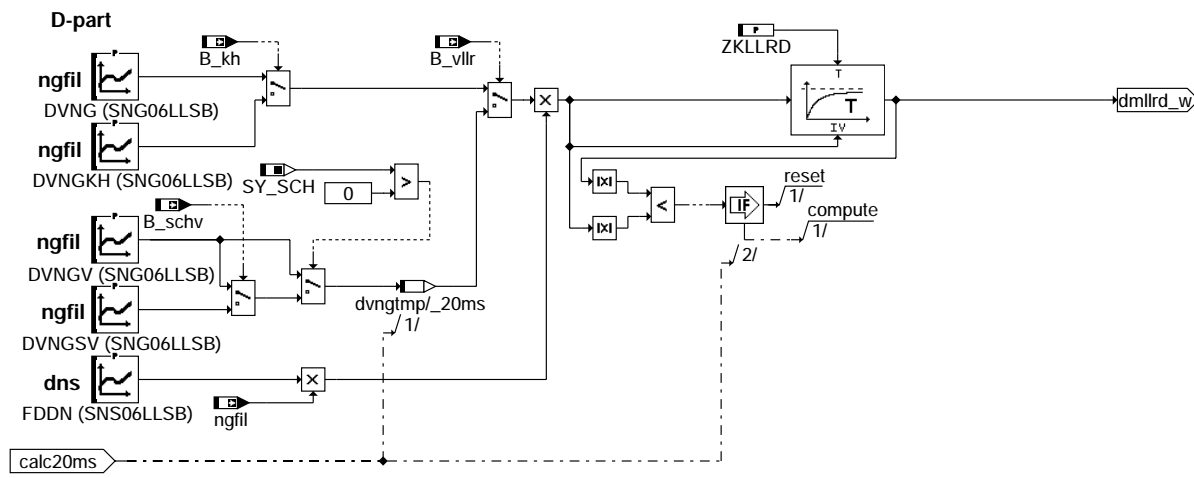 D-part
P
ngfil
DVNG (SNG06LLSB)
B_kh
B_vllr
P
ZKLLRD
T
T
IV
dmllrd_w
P
ngfil
DVNGKH (SNG06LLSB)
SY_SCH
0
>
|x|
<
|x|
IF
reset
1/
compute
1/
2/
B_schv
P
ngfil
DVNGV (SNG06LLSB)
P
ngfil
DVNGSV (SNG06LLSB)
dvngtmp/_20ms
1/
P
dns
FDDN (SNS06LLSB)
ngfil
calc20ms